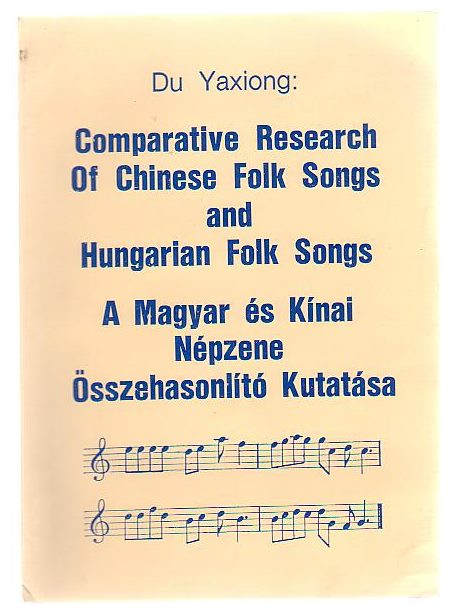 Du Yaxiong:
Comparative Research
Of Chinese Folk Songs
and
Hungarian Folk Songs
A Magyar és Kínai
Népzene
Összehasonlító Kutatása